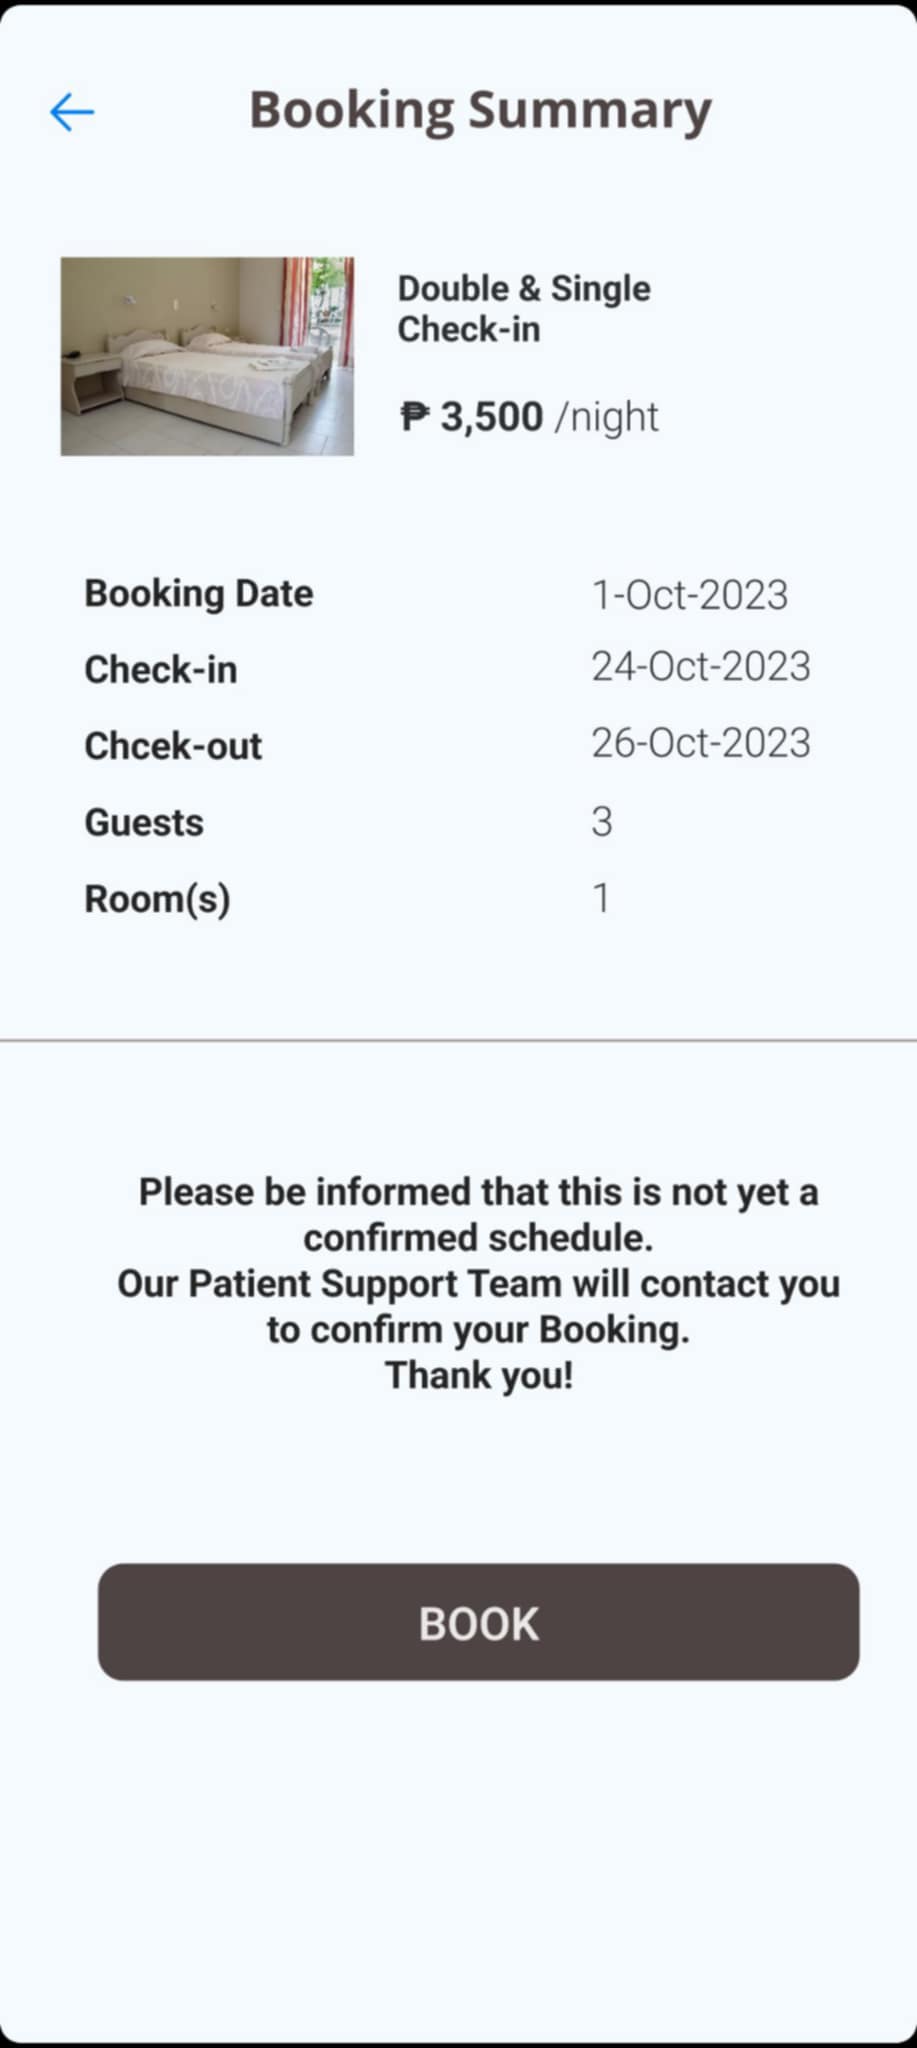 Booking Summary
Double & Single
Check-in
₱ 3,500 /night
Booking Date 1-Oct-2023
Check-in 24-Oct-2023
Chcek-out 26-Oct-2023
Guests 3
Room(s) 1
Please be informed that this is not yet a
confirmed schedule.
Our Patient Support Team will contact you
to confirm your Booking.
Thank you!
BOOK